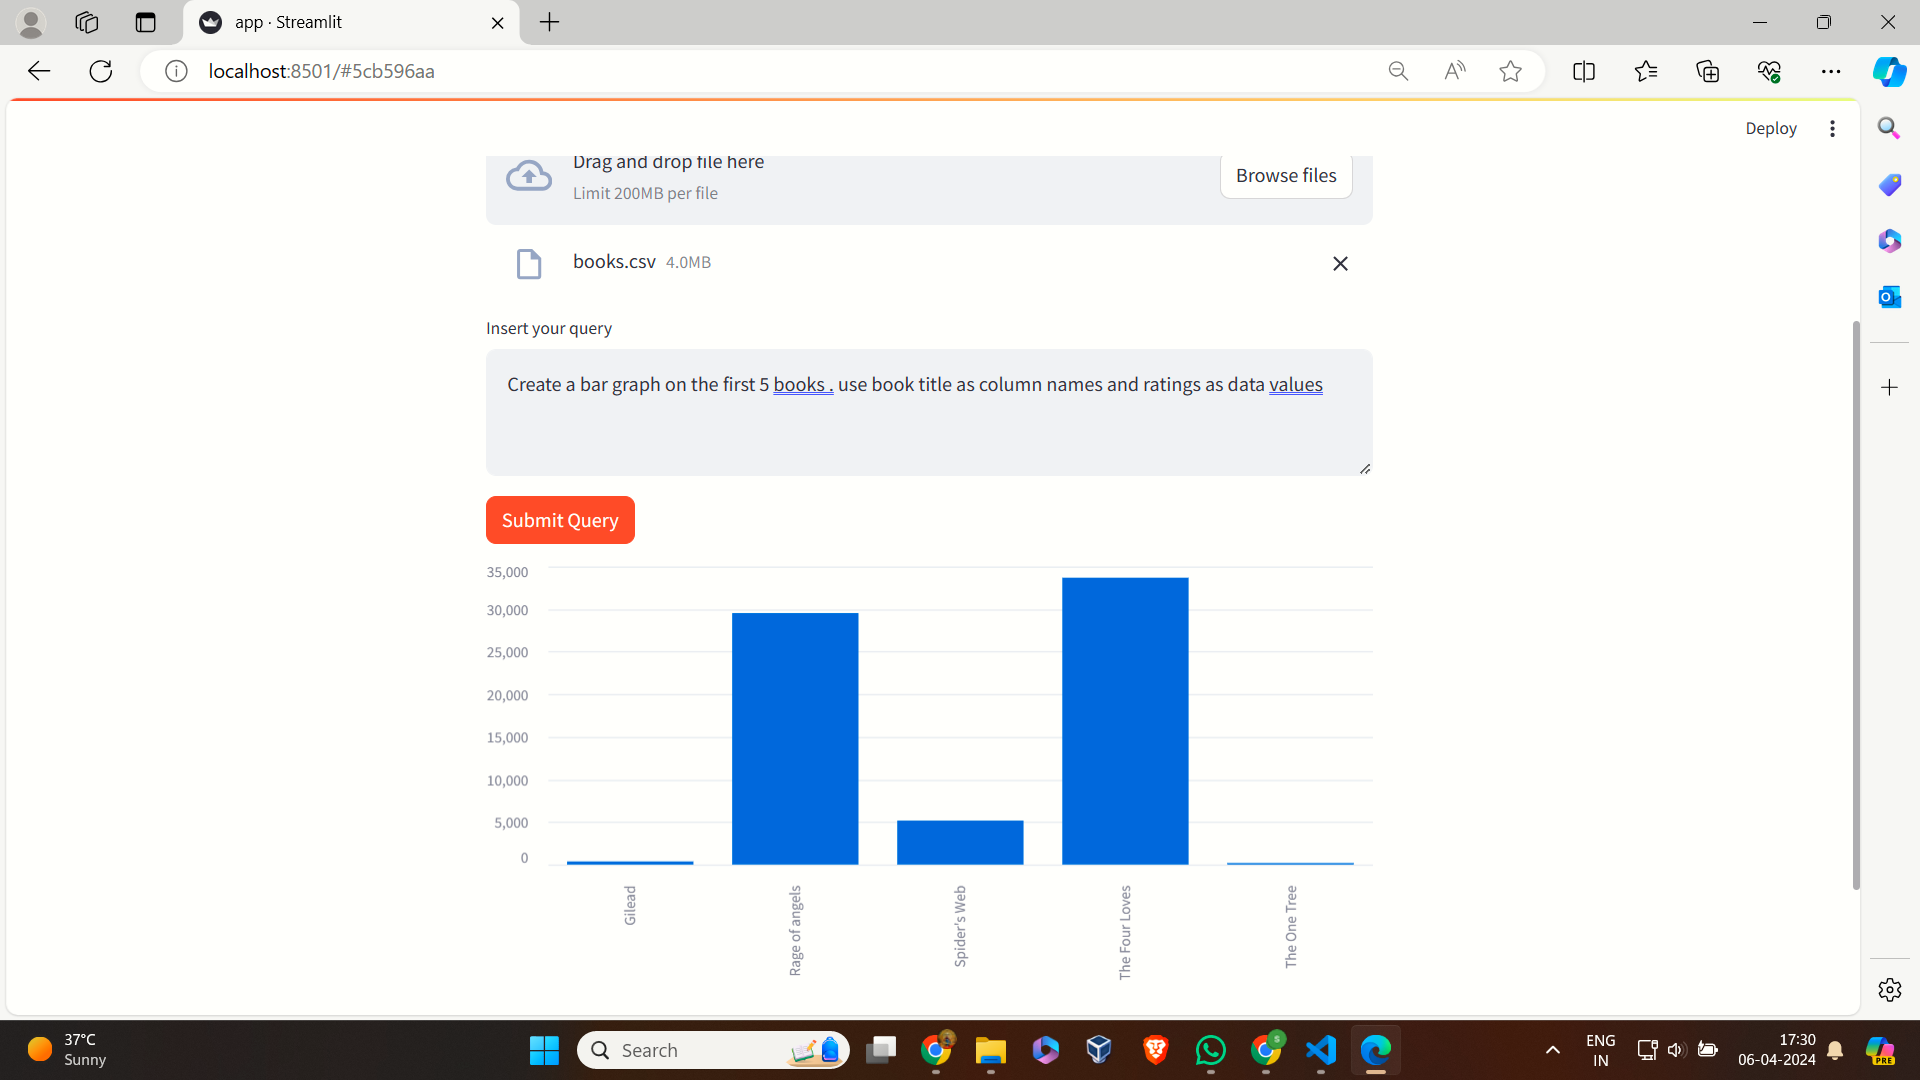 app · Streamlit
localhost:8501/#5cb596aa
Deploy
Drag and drop file here
Limit 200MB per file
Browse files
books.csv 4.0MB
Insert your query
Create a bar graph on the first 5 books . use book title as column names and ratings as data values
Submit Query
35,000
30,000
25,000
20,000
15,000
10,000
5,000
0
Gilead
Rage of angels
Spider's Web
The Four Loves
The One Tree
37°C
Sunny
Search
ENG
IN
17:30
06-04-2024
PRE